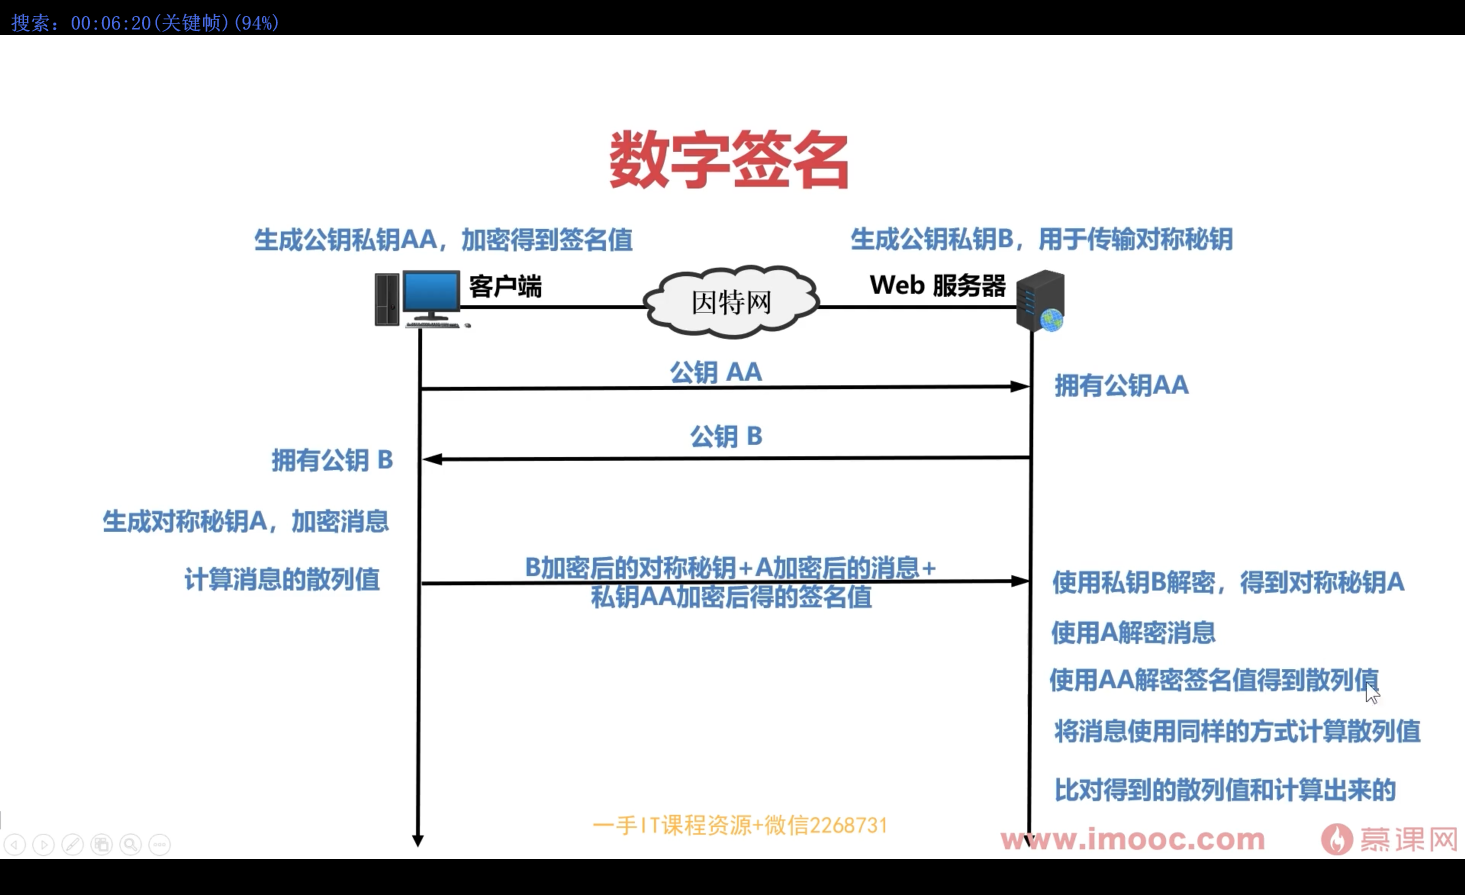 搜索：00:06:20(关键帧)(94%)
数字签名
生成公钥私钥AA，加密得到签名值
生成公钥私钥B，用于传输对称秘钥
客户端
因特网
Web 服务器
公钥 AA
拥有公钥AA
公钥 B
拥有公钥 B
生成对称秘钥A，加密消息
计算消息的散列值
B加密后的对称秘钥+A加密后的消息+
私钥AA加密后得的签名值
使用私钥B解密，得到对称秘钥A
使用A解密消息
使用AA解密签名值得到散列值
将消息使用同样的方式计算散列值
比对得到的散列值和计算出来的
一手IT课程资源+微信2268731
www.imooc.com
慕课网